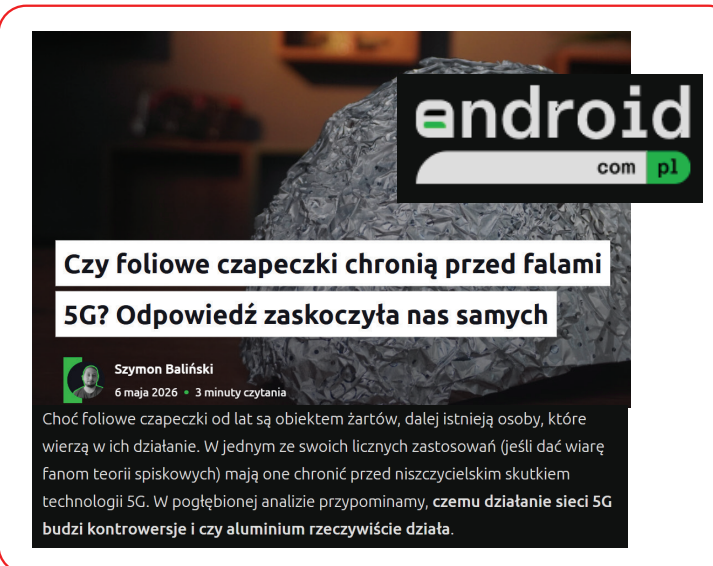 android
com pl
Czy foliowe czapeczki chronią przed falami
5G? Odpowiedź zaskoczyła nas samych
Szymon Baliński
6 maja 2026 • 3 minuty czytania
Choć foliowe czapeczki od lat są obiektem żartów, dalej istnieją osoby, które
wierzą w ich działanie. W jednym ze swoich licznych zastosowań (jeśli dać wiarę
fanom teorii spiskowych) mają one chronić przed niszczycielskim skutkiem
technologii 5G. W pogłębionej analizie przypominamy, czemu działanie sieci 5G
budzi kontrowersje i czy aluminium rzeczywiście działa.